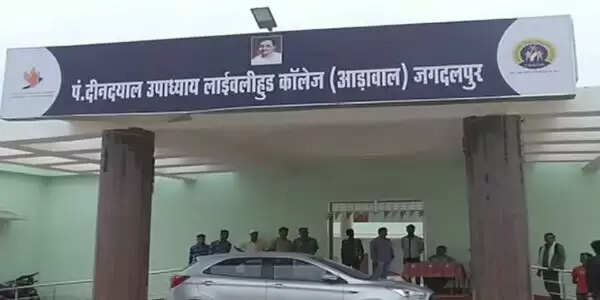 पं.दीनदयाल उपाध्याय लाईवलीहुड कॉलेज (आड़ावाल) जगदलपुर